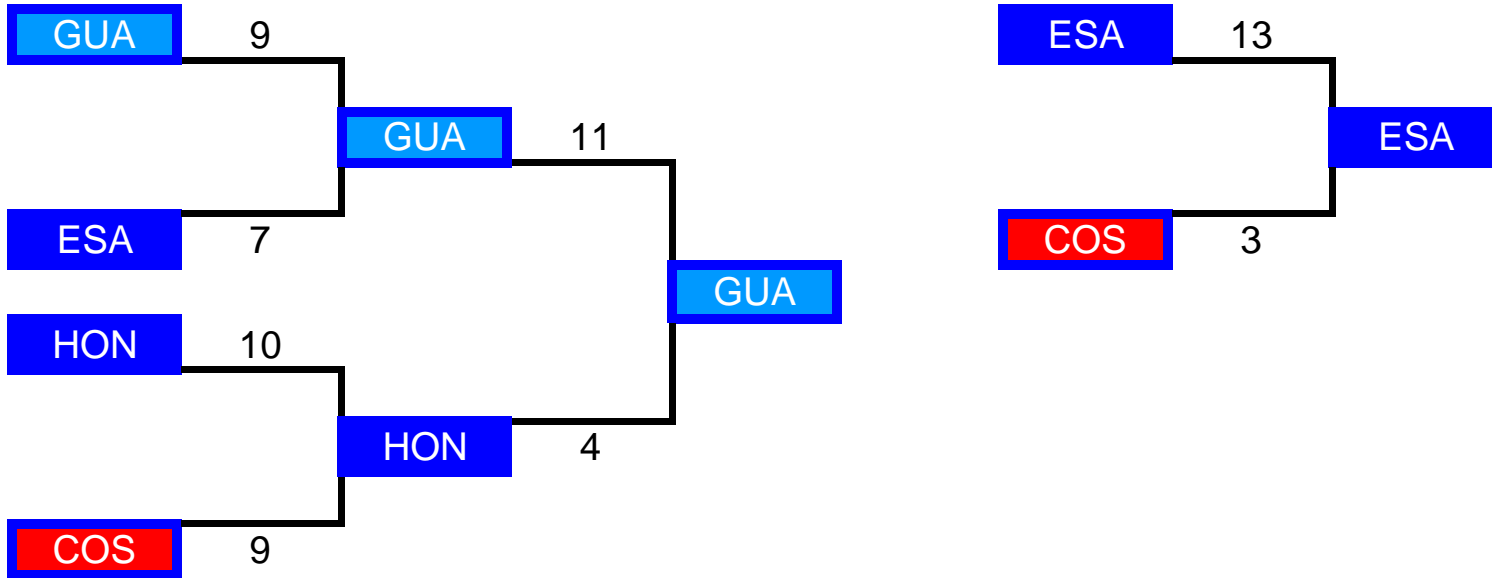 GUA 9
GUA 11
ESA 7
HON 10
GUA
HON 4
COS 9
ESA 13
ESA
COS 3